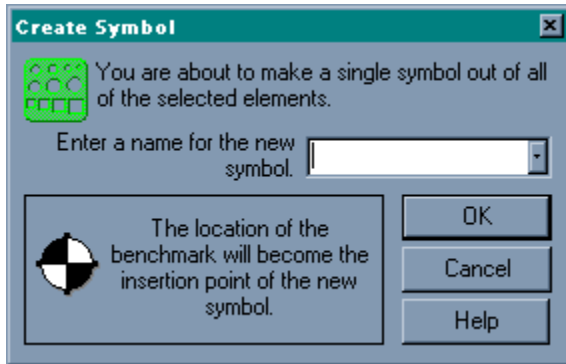 Create Symbol
You are about to make a single symbol out of all
of the selected elements.
Enter a name for the new
symbol.
The location of the
benchmark will become the
insertion point of the new
symbol.
OK
Cancel
Help